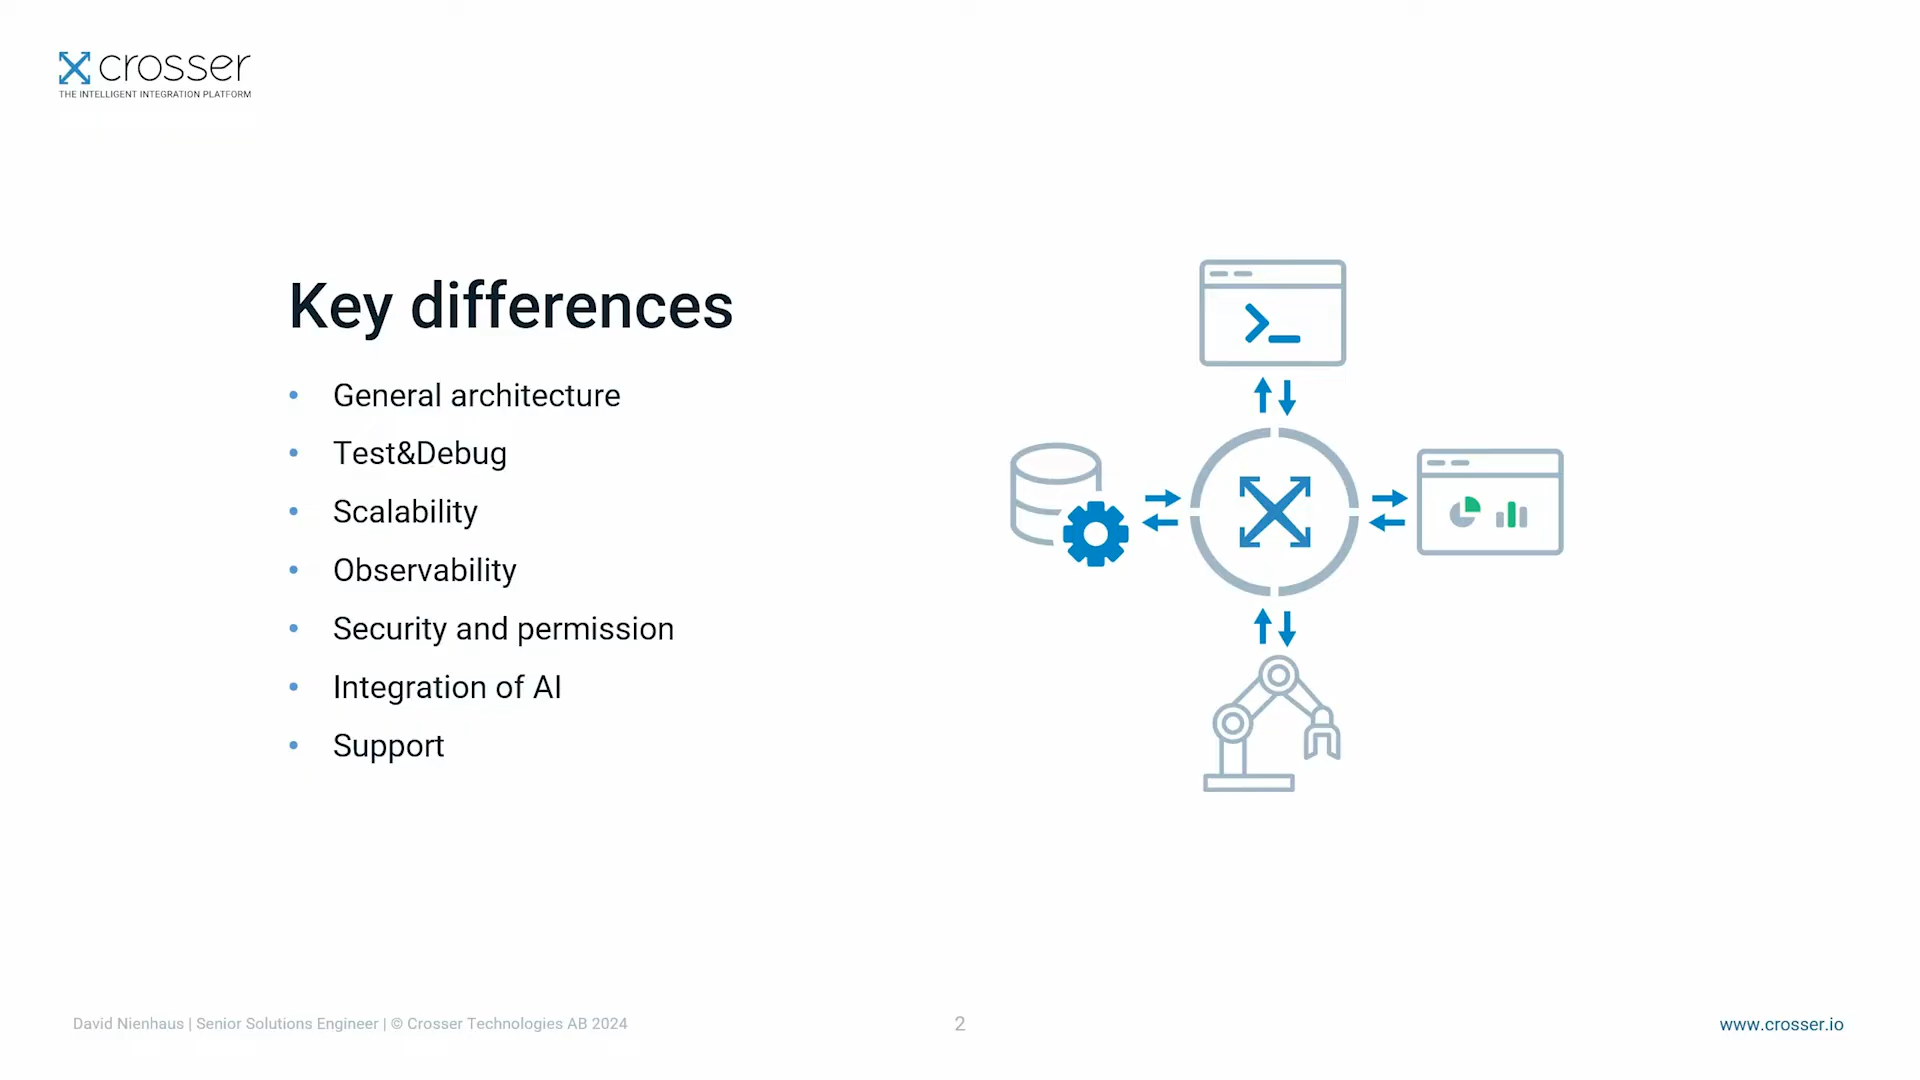 crosser
THE INTELLIGENT INTEGRATION PLATFORM
Key differences
• General architecture
• Test&Debug
• Scalability
• Observability
• Security and permission
• Integration of AI
• Support
David Nienhaus | Senior Solutions Engineer | © Crosser Technologies AB 2024
2
www.crosser.io